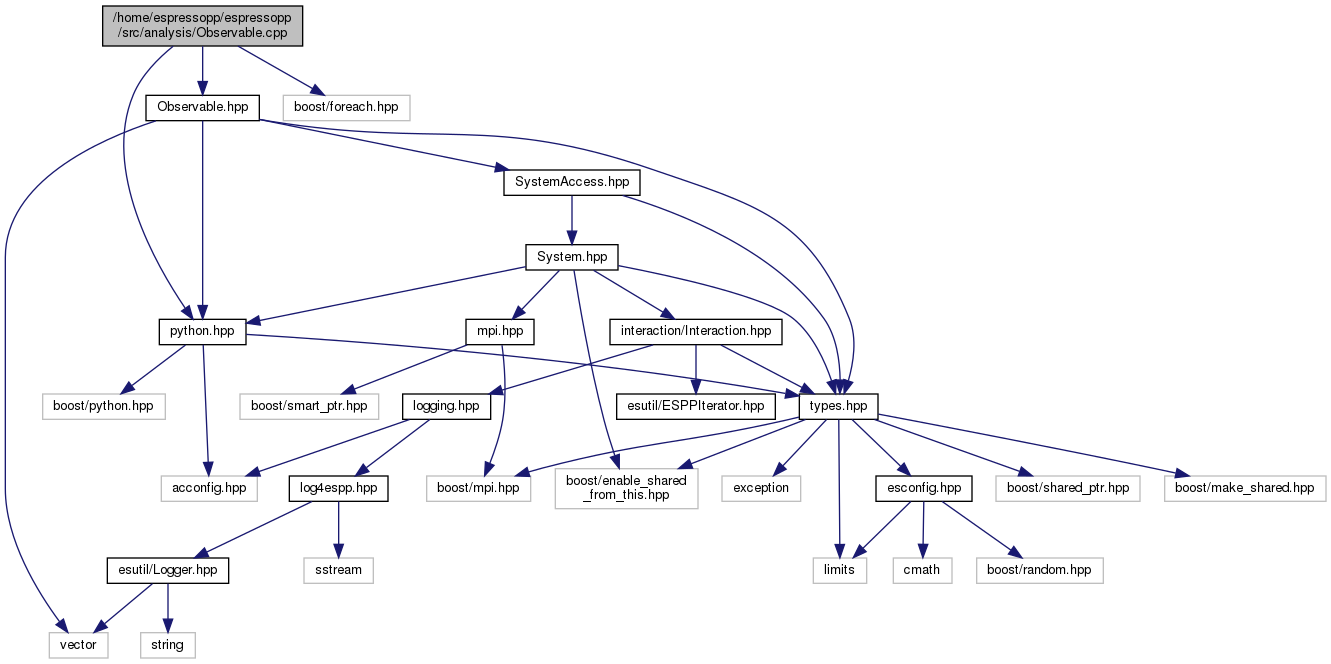 /home/espressopp/espressopp
/src/analysis/Observable.cpp
Observable.hpp
boost/foreach.hpp
SystemAccess.hpp
System.hpp
python.hpp
mpi.hpp
interaction/Interaction.hpp
boost/python.hpp
boost/smart_ptr.hpp
logging.hpp
esutil/ESPPIterator.hpp
types.hpp
acconfig.hpp
log4espp.hpp
boost/mpi.hpp
boost/enable_shared
_from_this.hpp
exception
esconfig.hpp
boost/shared_ptr.hpp
boost/make_shared.hpp
esutil/Logger.hpp
sstream
limits
cmath
boost/random.hpp
vector
string